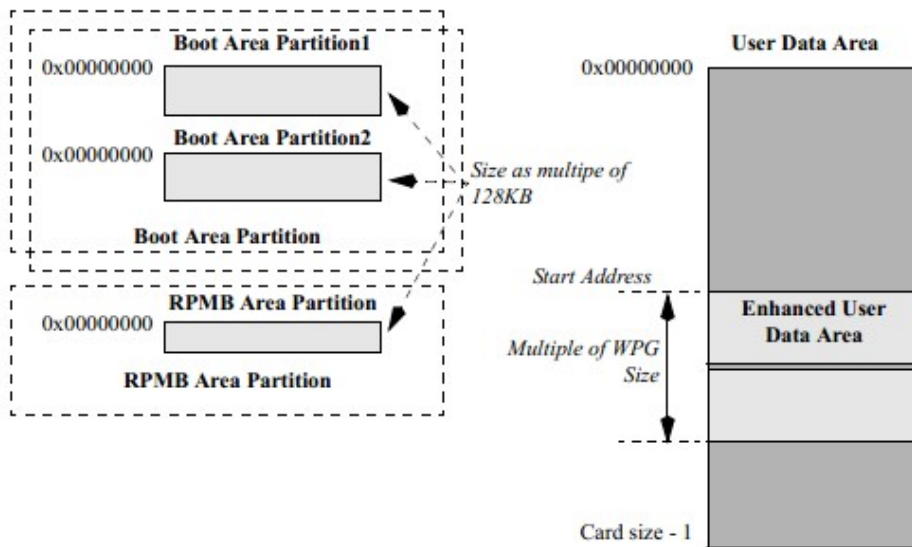 Boot Area Partition1
0x00000000
Boot Area Partition2
0x00000000
Size as multipe of
128KB
Boot Area Partition
RPMB Area Partition
0x00000000
RPMB Area Partition
User Data Area
0x00000000
Start Address
Enhanced User
Data Area
Multiple of WPG
Size
Card size - 1